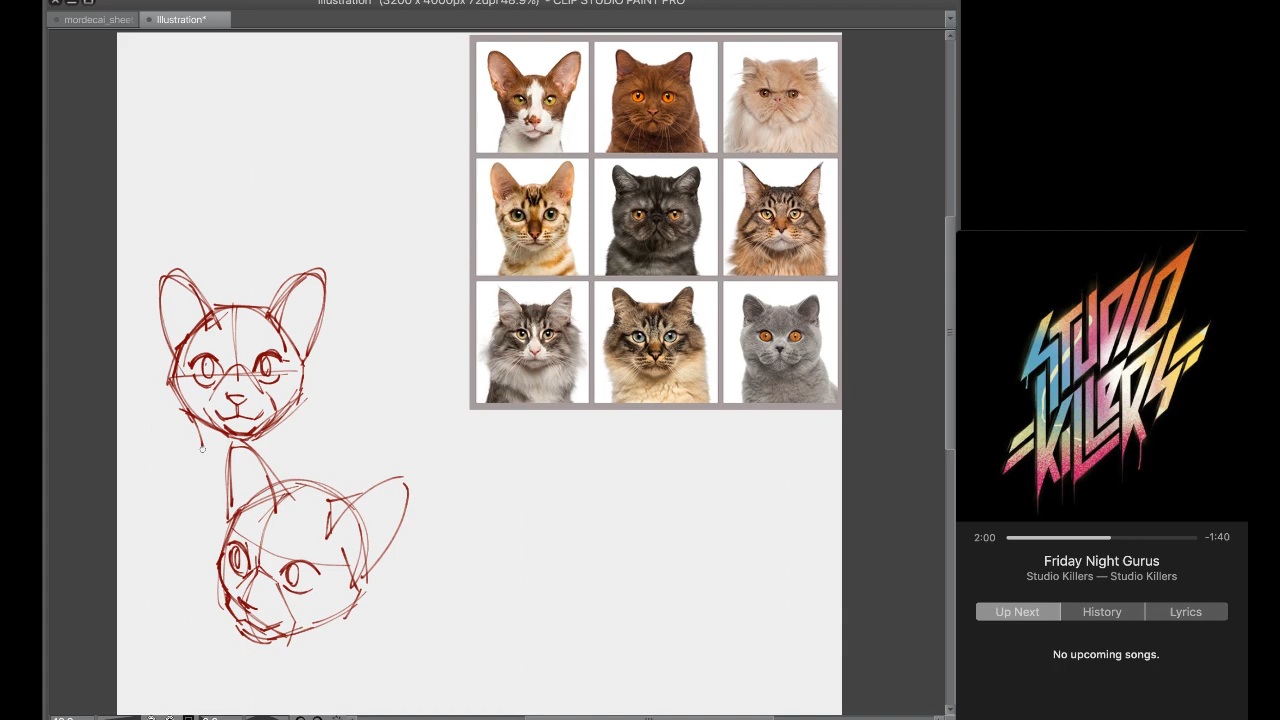 Illustration* (3200 x 4000px 72dpi 48.9%) - CLIP STUDIO PAINT PRO
mordecai_sheet
Illustration*
STUDIO
KILLERS
2:00
-1:40
Friday Night Gurus
Studio Killers — Studio Killers
Up Next
History
Lyrics
No upcoming songs.